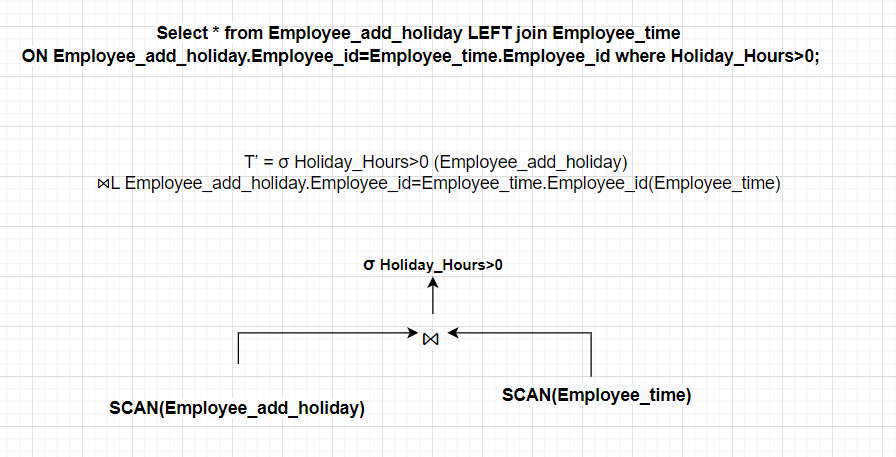 Select * from Employee_add_holiday LEFT join Employee_time
ON Employee_add_holiday.Employee_id=Employee_time.Employee_id where Holiday_Hours>0;
T' = σ Holiday_Hours>0 (Employee_add_holiday)
⋈L Employee_add_holiday.Employee_id=Employee_time.Employee_id(Employee_time)
σ Holiday_Hours>0
⋈
SCAN(Employee_add_holiday)
SCAN(Employee_time)